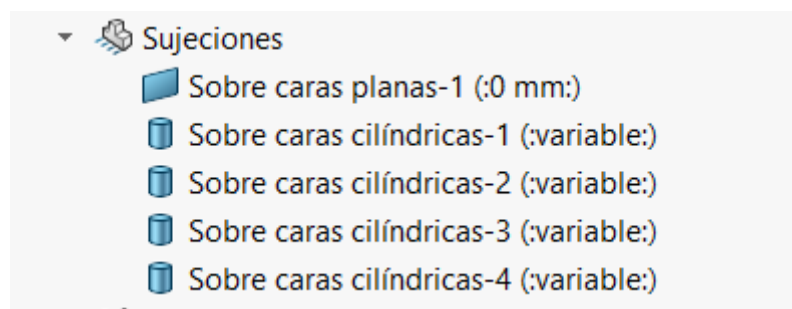 Sujeciones
Sobre caras planas-1 (:0 mm:)
Sobre caras cilíndricas-1 (:variable:)
Sobre caras cilíndricas-2 (:variable:)
Sobre caras cilíndricas-3 (:variable:)
Sobre caras cilíndricas-4 (:variable:)